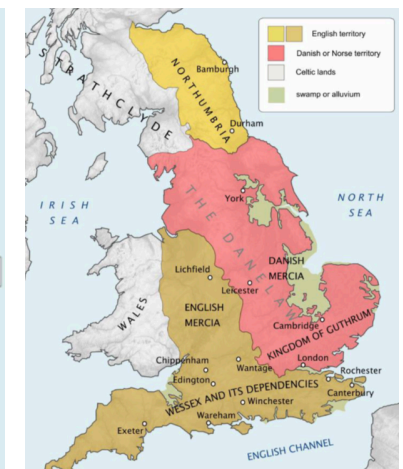 English territory
Danish or Norse territory
Celtic lands
swamp or alluvium
STRATHCLYDE
NORTHUMBRIA
Bamburgh
Durham
IRISH
SEA
NORTH
SEA
York
THE DANELAW
DANISH
MERCIA
Lichfield
Leicester
ENGLISH
MERCIA
WALES
Cambridge
KINGDOM OF GUTHRUM
Chippenham
Wantage
London
Rochester
Edington
Canterbury
WESSEX AND ITS DEPENDENCIES
Winchester
Wareham
Exeter
ENGLISH CHANNEL